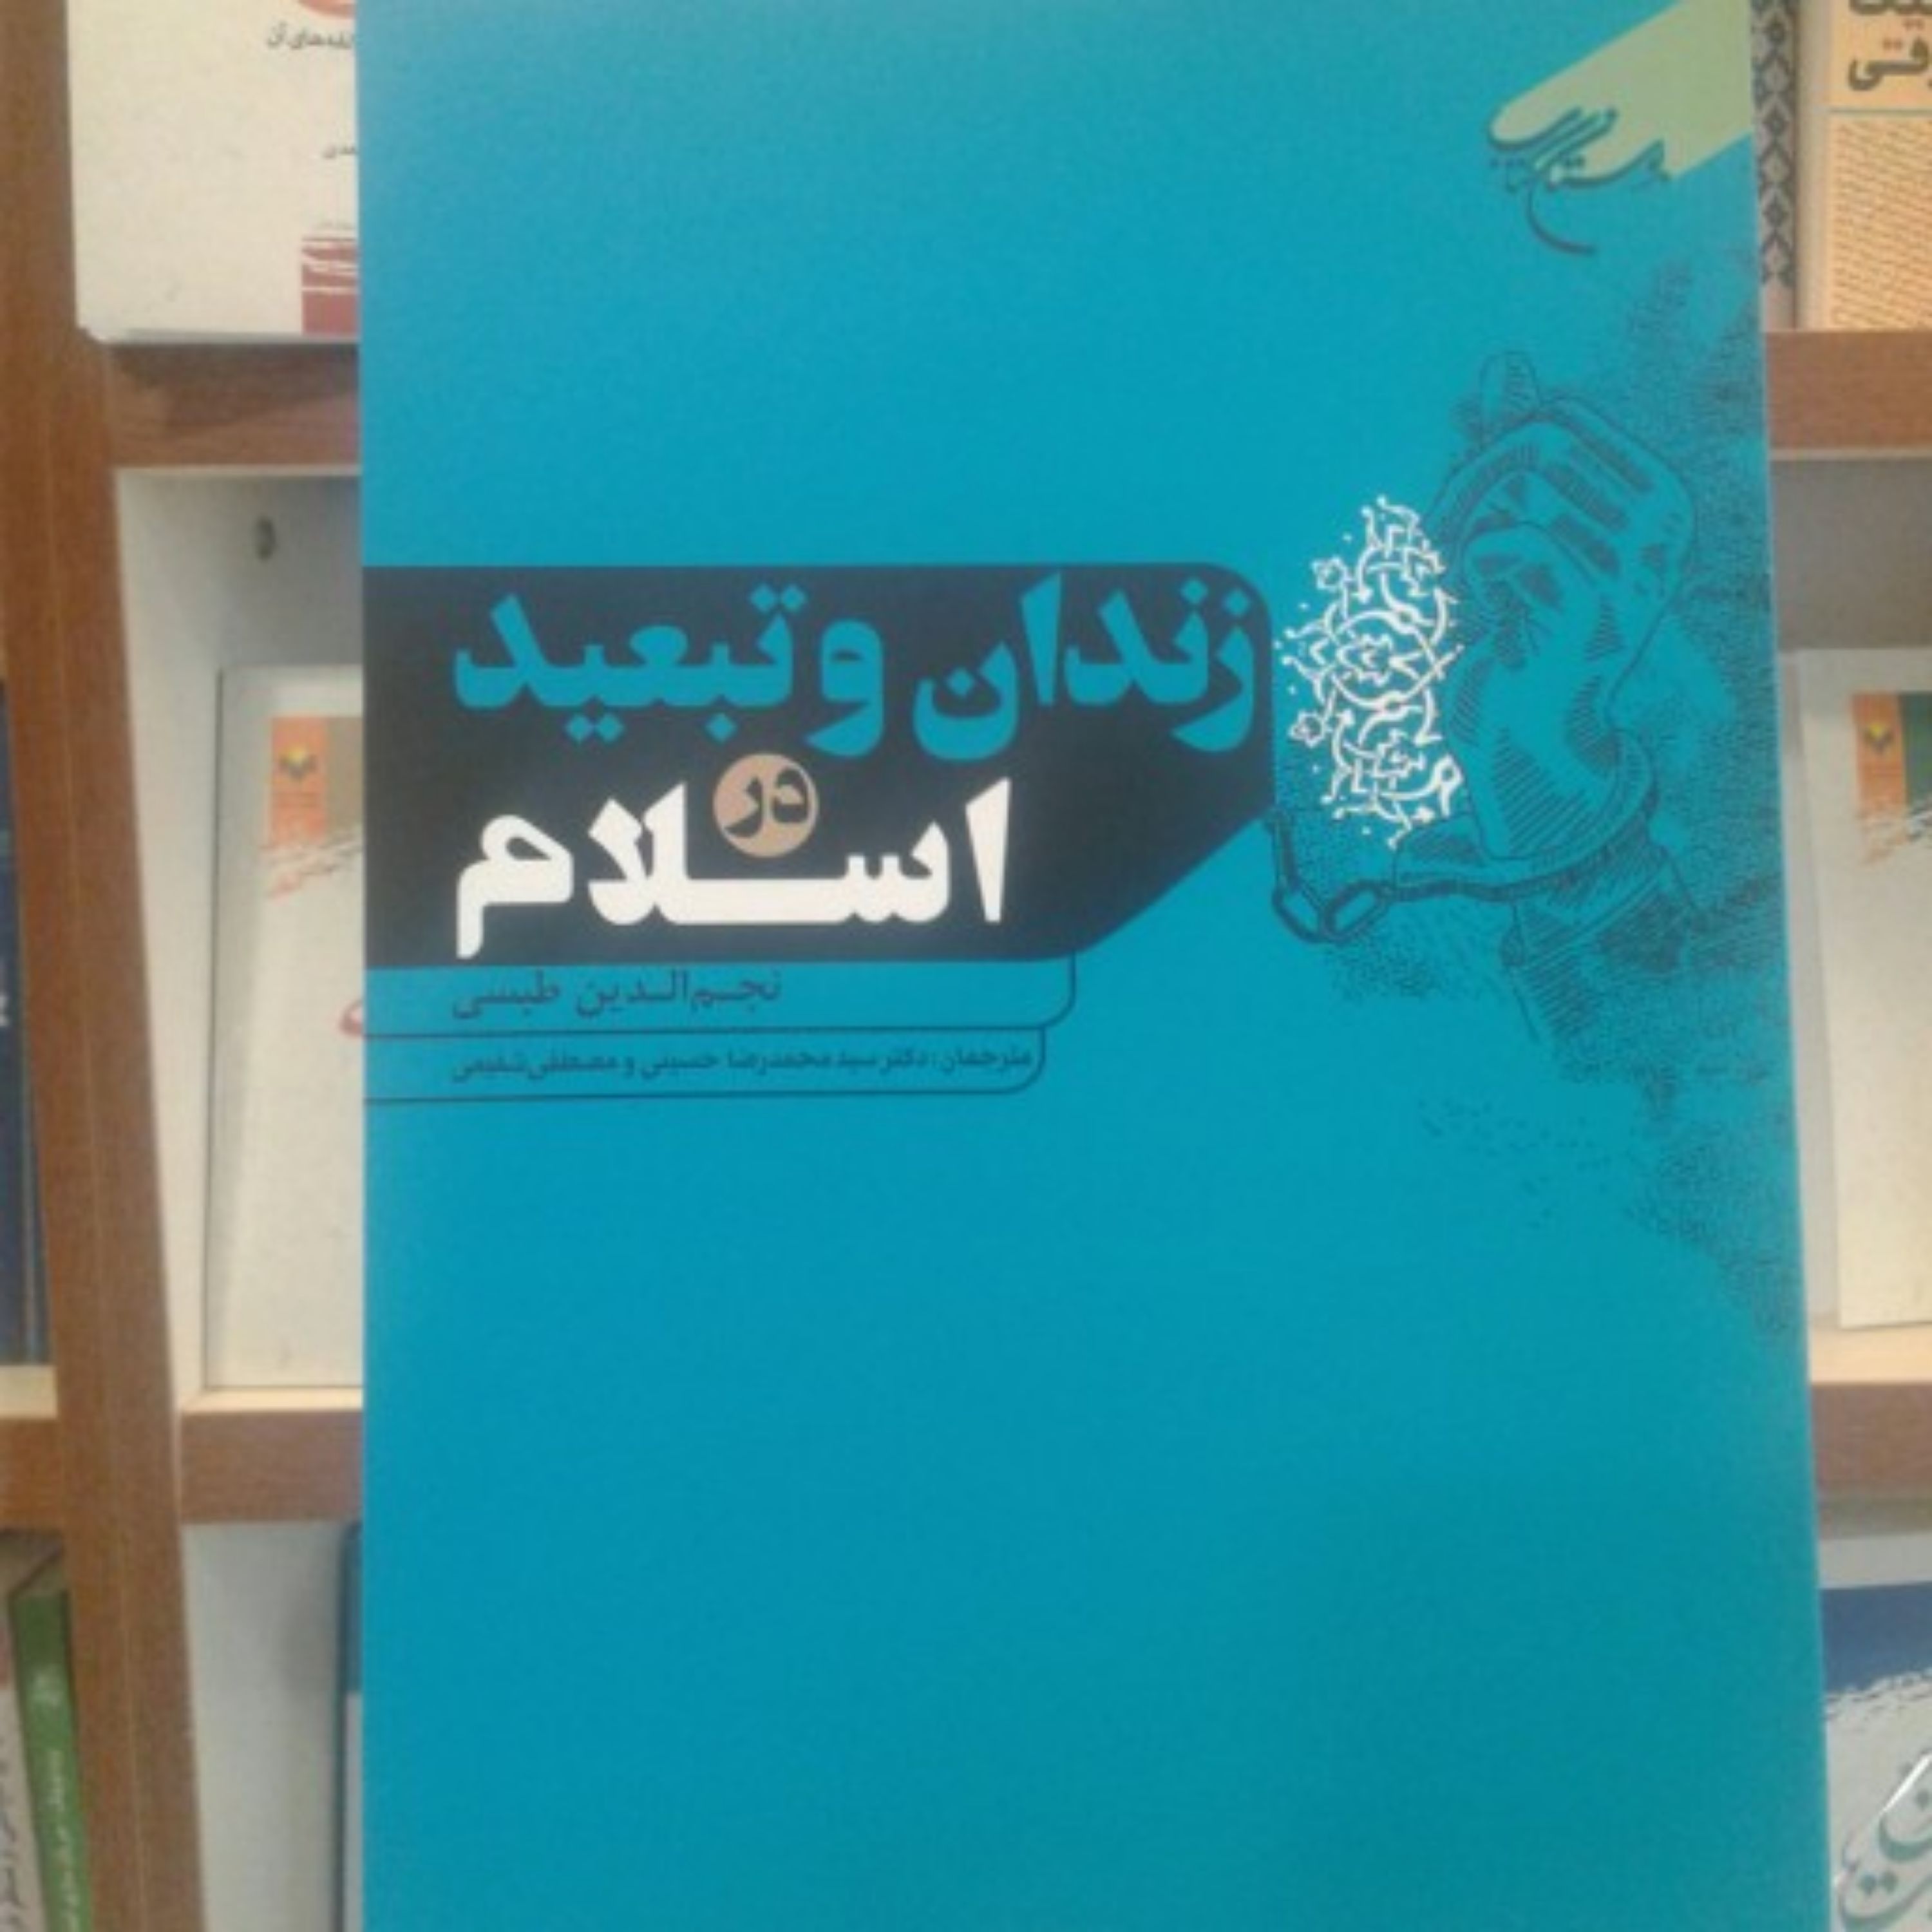 بوستان کتاب
زندان و تبعید
در
اسلام
نجم‌الدین طبسی
مترجمان: دکتر سید محمدرضا حسینی و مصطفی شفیعی